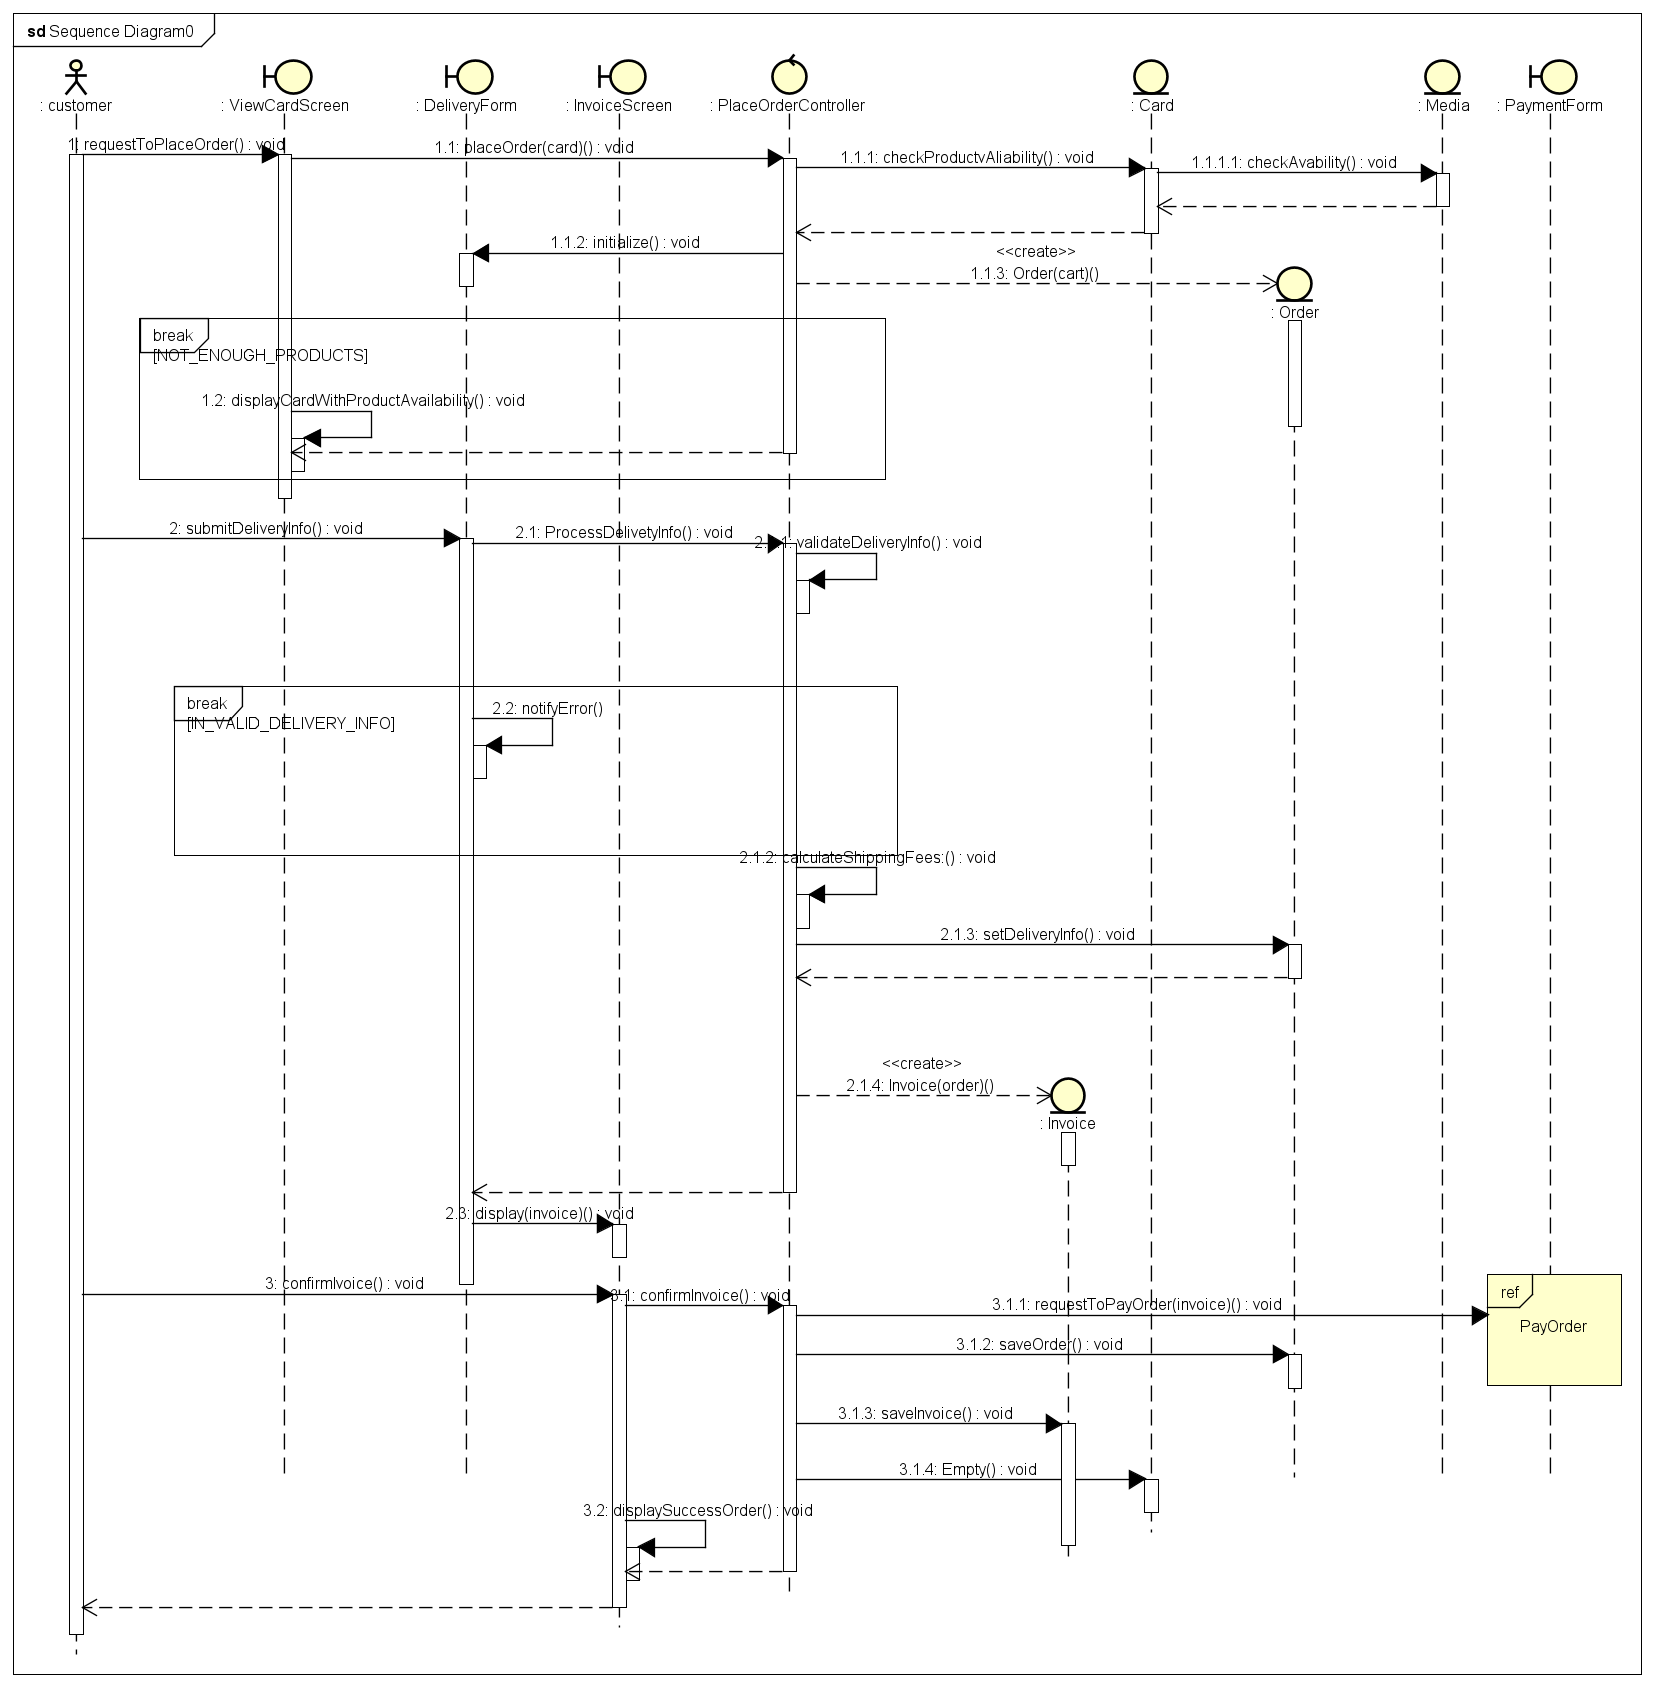 sd Sequence Diagram0
: customer
: ViewCardScreen
: DeliveryForm
: InvoiceScreen
: PlaceOrderController
: Card
: Media
: PaymentForm
1: requestToPlaceOrder() : void
1.1: placeOrder(card)() : void
1.1.1: checkProductvAliability() : void
1.1.1.1: checkAvability() : void
1.1.2: initialize() : void
<<create>>
1.1.3: Order(cart)()
: Order
break
[NOT_ENOUGH_PRODUCTS]
1.2: displayCardWithProductAvailability() : void
2: submitDeliveryInfo() : void
2.1: ProcessDelivetyInfo() : void
2.1.1: validateDeliveryInfo() : void
break
[IN_VALID_DELIVERY_INFO]
2.2: notifyError()
2.1.2: calculateShippingFees:() : void
2.1.3: setDeliveryInfo() : void
<<create>>
2.1.4: Invoice(order)()
: Invoice
2.3: display(invoice)() : void
3: confirmIvoice() : void
3.1: confirmInvoice() : void
3.1.1: requestToPayOrder(invoice)() : void
ref
PayOrder
3.1.2: saveOrder() : void
3.1.3: saveInvoice() : void
3.1.4: Empty() : void
3.2: displaySuccessOrder() : void